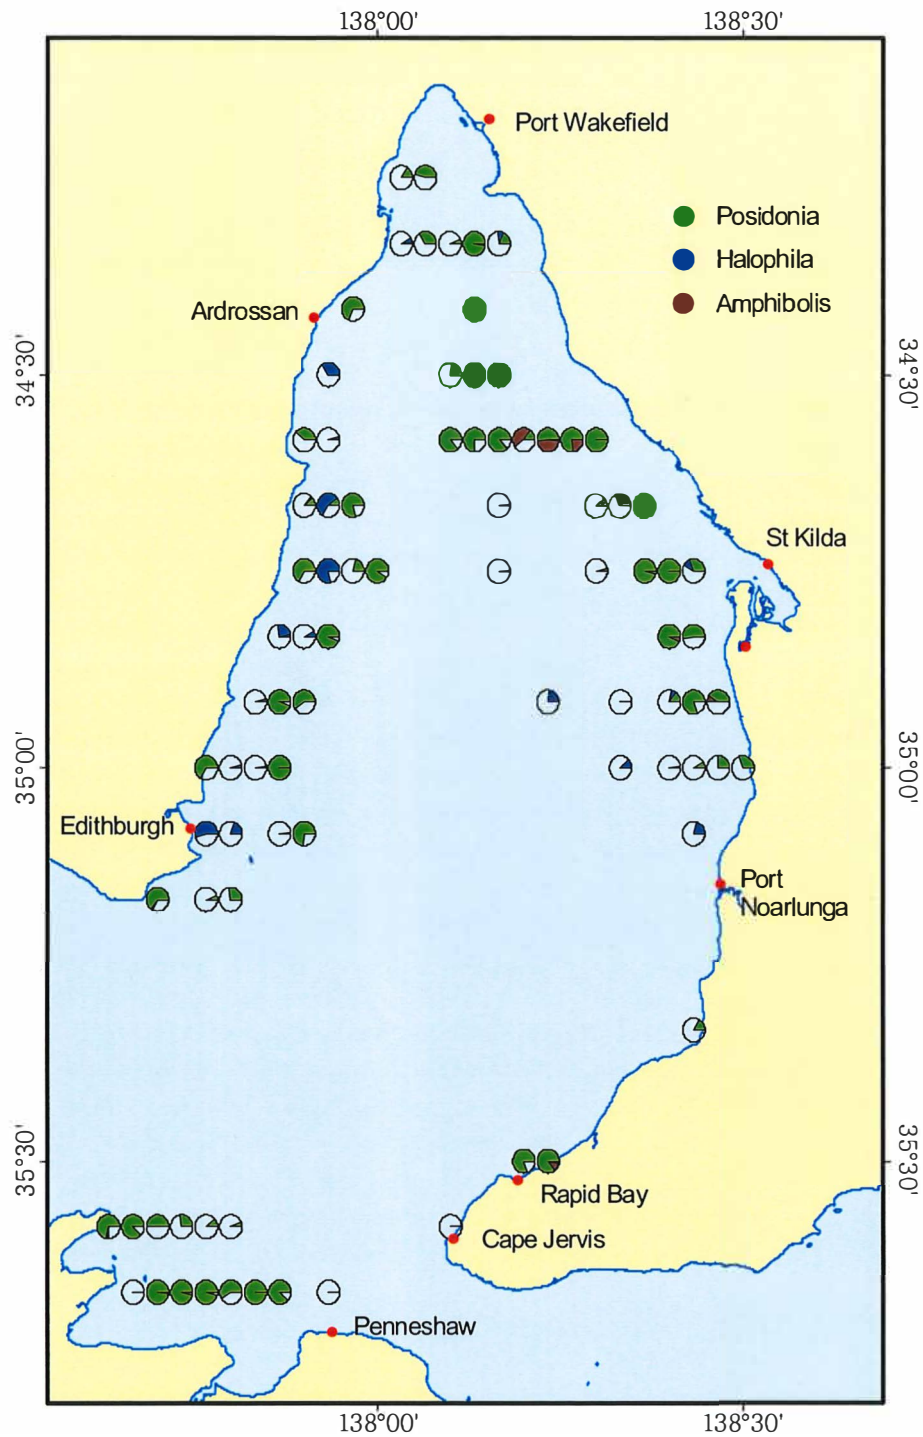 138°00'
138°30'
Port Wakefield
Posidonia
Halophila
Amphibolis
Ardrossan
34°30'
34°30'
St Kilda
35°00'
35°00'
Edithburgh
Port
Noarlunga
35°30'
35°30'
Rapid Bay
Cape Jervis
Penneshaw
138°00'
138°30'